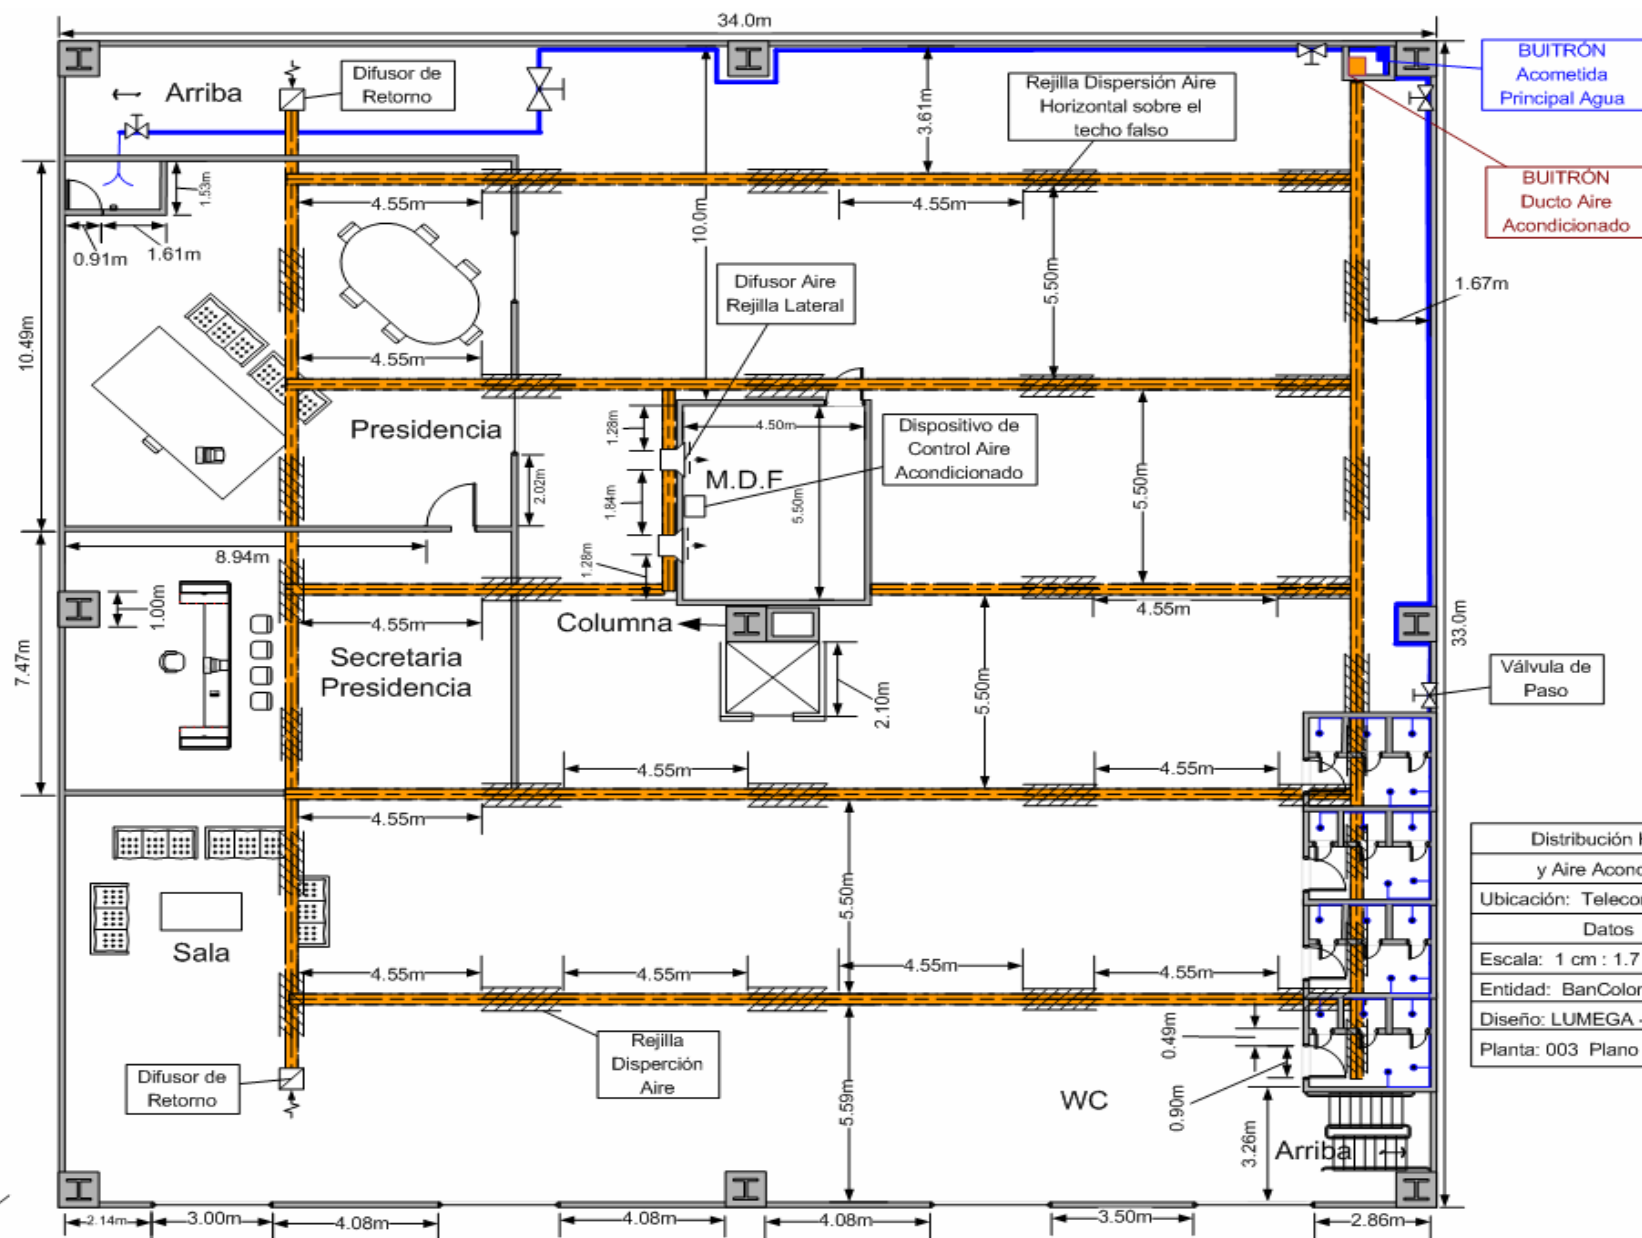 34.0m
Arriba
Difusor de
Retorno
Rejilla Dispersión Aire
Horizontal sobre el
techo falso
3.61m
BUITRÓN
Acometida
Principal Agua
BUITRÓN
Ducto Aire
Acondicionado
10.49m
1.53m
0.91m
1.61m
4.55m
10.0m
4.55m
5.50m
1.67m
Difusor Aire
Rejilla Lateral
4.55m
Presidencia
2.02m
8.94m
1.28m
1.84m
1.28m
4.50m
M.D.F
5.50m
Dispositivo de
Control Aire
Acondicionado
5.50m
7.47m
1.00m
4.55m
Secretaria
Presidencia
Columna
2.10m
5.50m
4.55m
33.0m
Válvula de
Paso
4.55m
4.55m
4.55m
Sala
5.50m
4.55m
4.55m
4.55m
4.55m
Difusor de
Retorno
Rejilla
Disperción
Aire
5.59m
WC
0.49m
0.90m
3.26m
Arriba
Distribución
y Aire Acond
Ubicación: Teleco
Datos
Escala: 1 cm : 1.7
Entidad: BanColo
Diseño: LUMEGA -
Planta: 003 Plano
2.14m
3.00m
4.08m
4.08m
4.08m
3.50m
2.86m